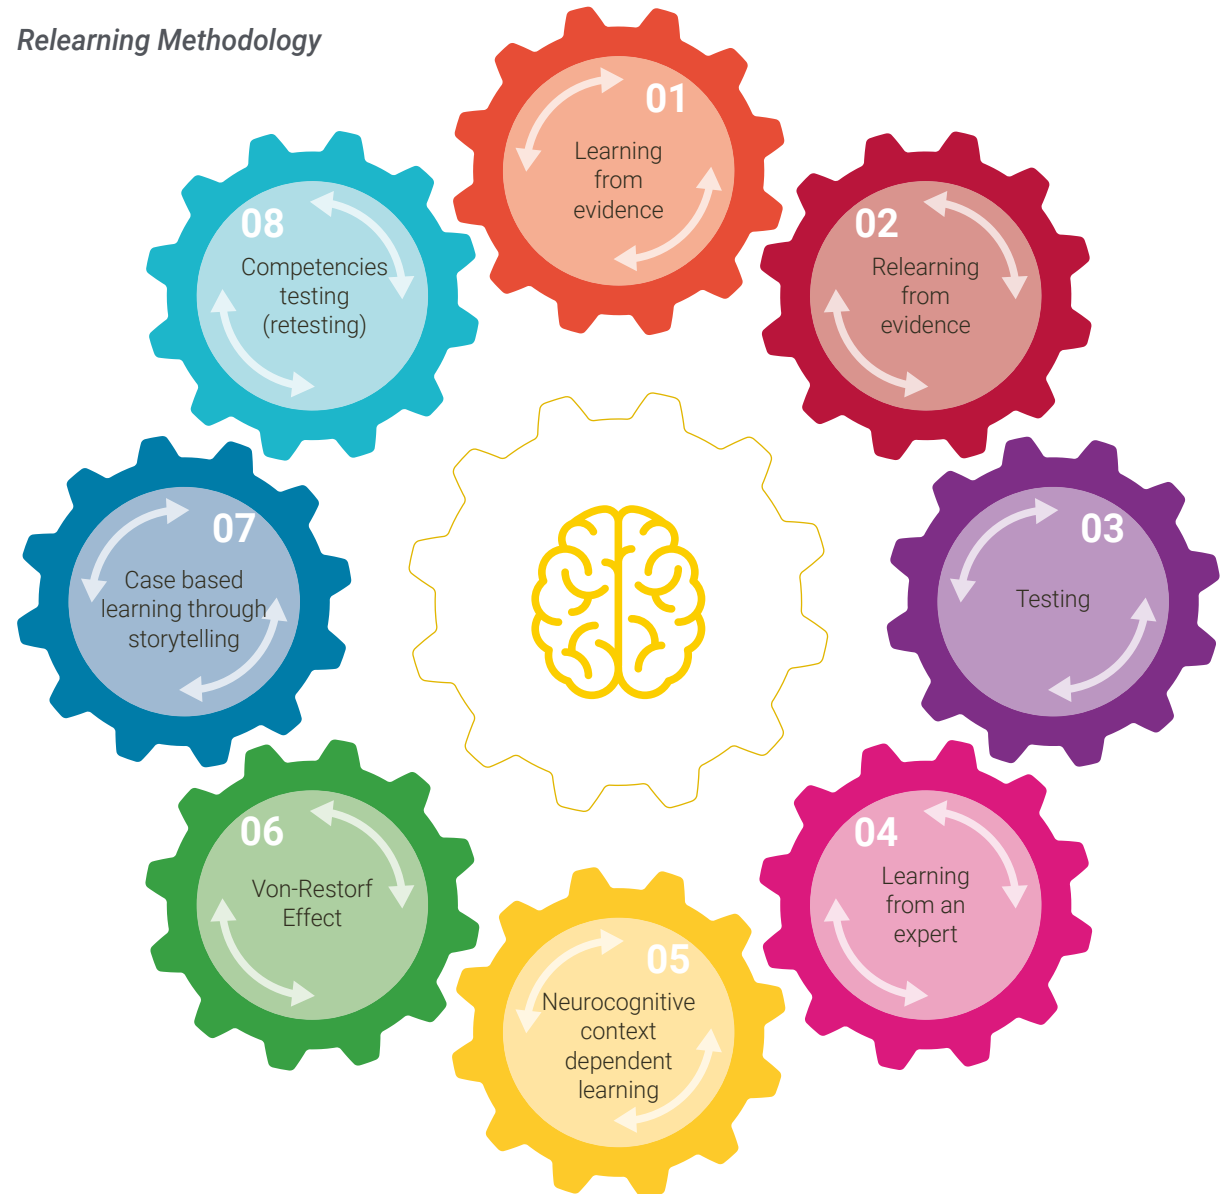 Relearning Methodology
01
Learning
from
evidence
02
Relearning
from
evidence
03
Testing
04
Learning
from an
expert
05
Neurocognitive
context
dependent
learning
06
Von-Restorf
Effect
07
Case based
learning through
storytelling
08
Competencies
testing
(retesting)